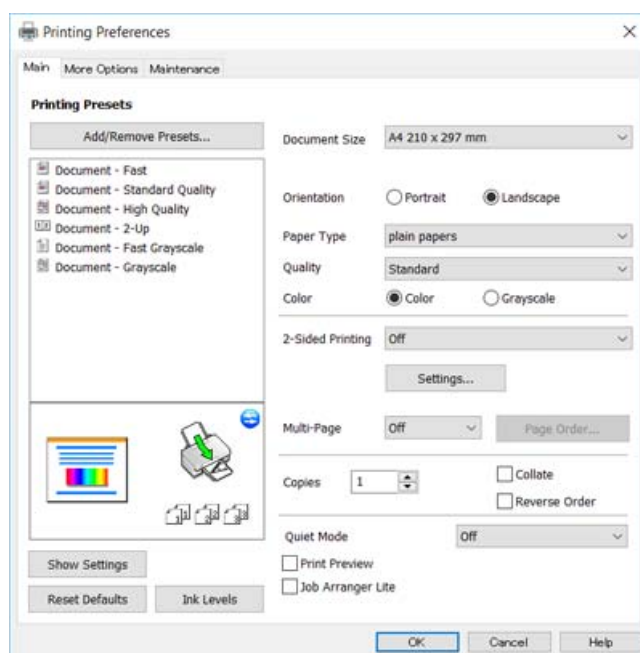 Printing Preferences
Main
More Options
Maintenance
Printing Presets
Add/Remove Presets...
Document - Fast
Document - Standard Quality
Document - High Quality
Document - 2-Up
Document - Fast Grayscale
Document - Grayscale
Show Settings
Reset Defaults
Ink Levels
Document Size
A4 210 x 297 mm
Orientation
Portrait
Landscape
Paper Type
plain papers
Quality
Standard
Color
Color
Grayscale
2-Sided Printing
Off
Settings...
Multi-Page
Off
Page Order...
Copies
1
Collate
Reverse Order
Quiet Mode
Off
Print Preview
Job Arranger Lite
OK
Cancel
Help